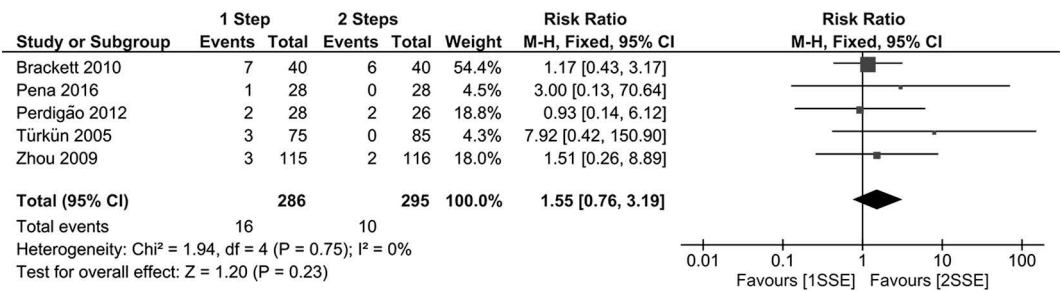 1 Step 2 Steps Risk Ratio Risk Ratio
Study or Subgroup Events Total Events Total Weight M-H, Fixed, 95% CI M-H, Fixed, 95% CI
Brackett 2010 7 40 6 40 54.4% 1.17 [0.43, 3.17]
Pena 2016 1 28 0 28 4.5% 3.00 [0.13, 70.64]
Perdigão 2012 2 28 2 26 18.8% 0.93 [0.14, 6.12]
Türkün 2005 3 75 0 85 4.3% 7.92 [0.42, 150.90]
Zhou 2009 3 115 2 116 18.0% 1.51 [0.26, 8.89]
Total (95% CI) 286 295 100.0% 1.55 [0.76, 3.19]
Total events 16 10
Heterogeneity: Chi² = 1.94, df = 4 (P = 0.75); I² = 0%
Test for overall effect: Z = 1.20 (P = 0.23)
0.01 0.1 1 10 100
Favours [1SSE] Favours [2SSE]